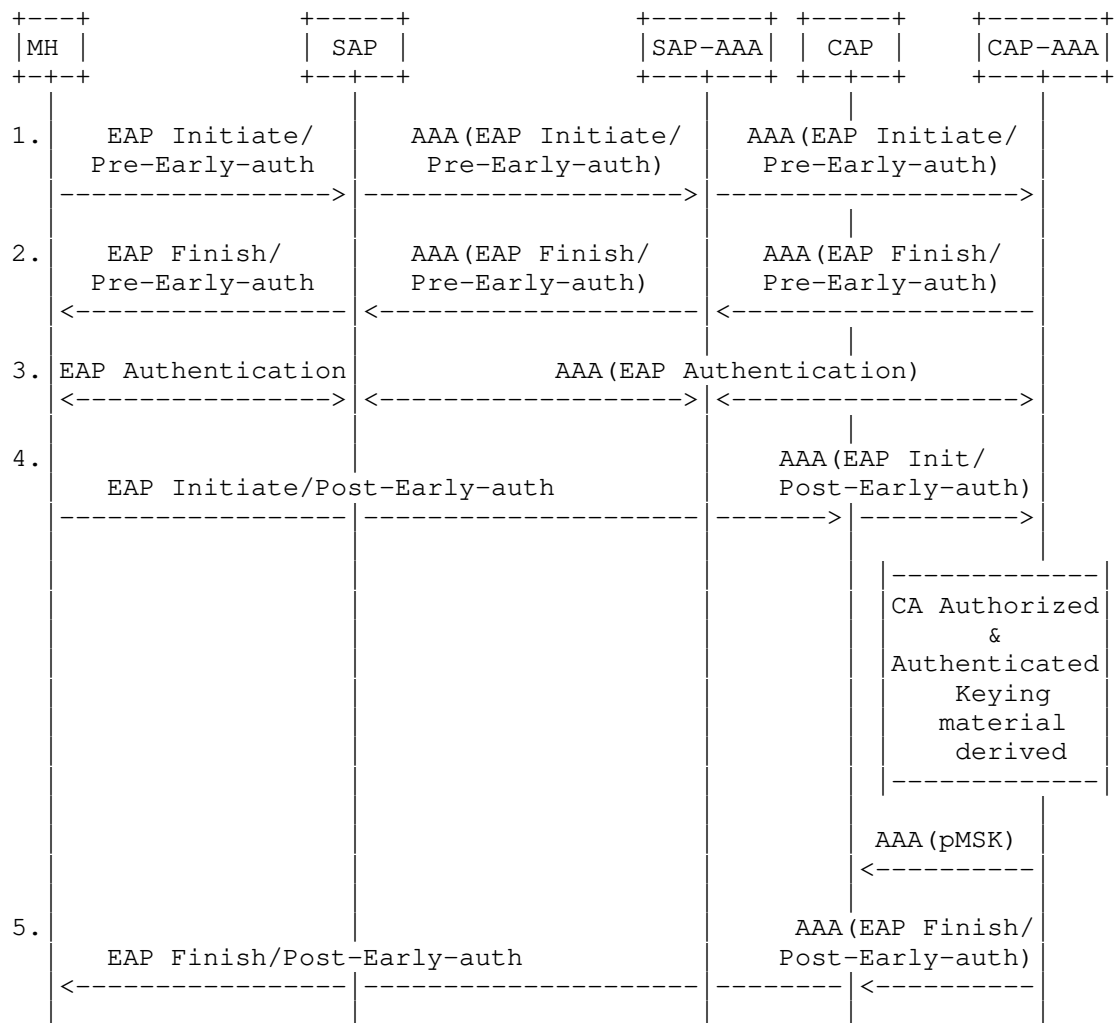 MH SAP SAP-AAA CAP CAP-AAA
1. EAP Initiate/ AAA(EAP Initiate/ AAA(EAP Initiate/
Pre-Early-auth Pre-Early-auth) Pre-Early-auth)
2. EAP Finish/ AAA(EAP Finish/ AAA(EAP Finish/
Pre-Early-auth Pre-Early-auth) Pre-Early-auth)
3. EAP Authentication AAA(EAP Authentication)
4. AAA(EAP Init/
EAP Initiate/Post-Early-auth Post-Early-auth)
CA Authorized
&
Authenticated
Keying
material
derived
AAA(pMSK)
5. AAA(EAP Finish/
EAP Finish/Post-Early-auth Post-Early-auth)